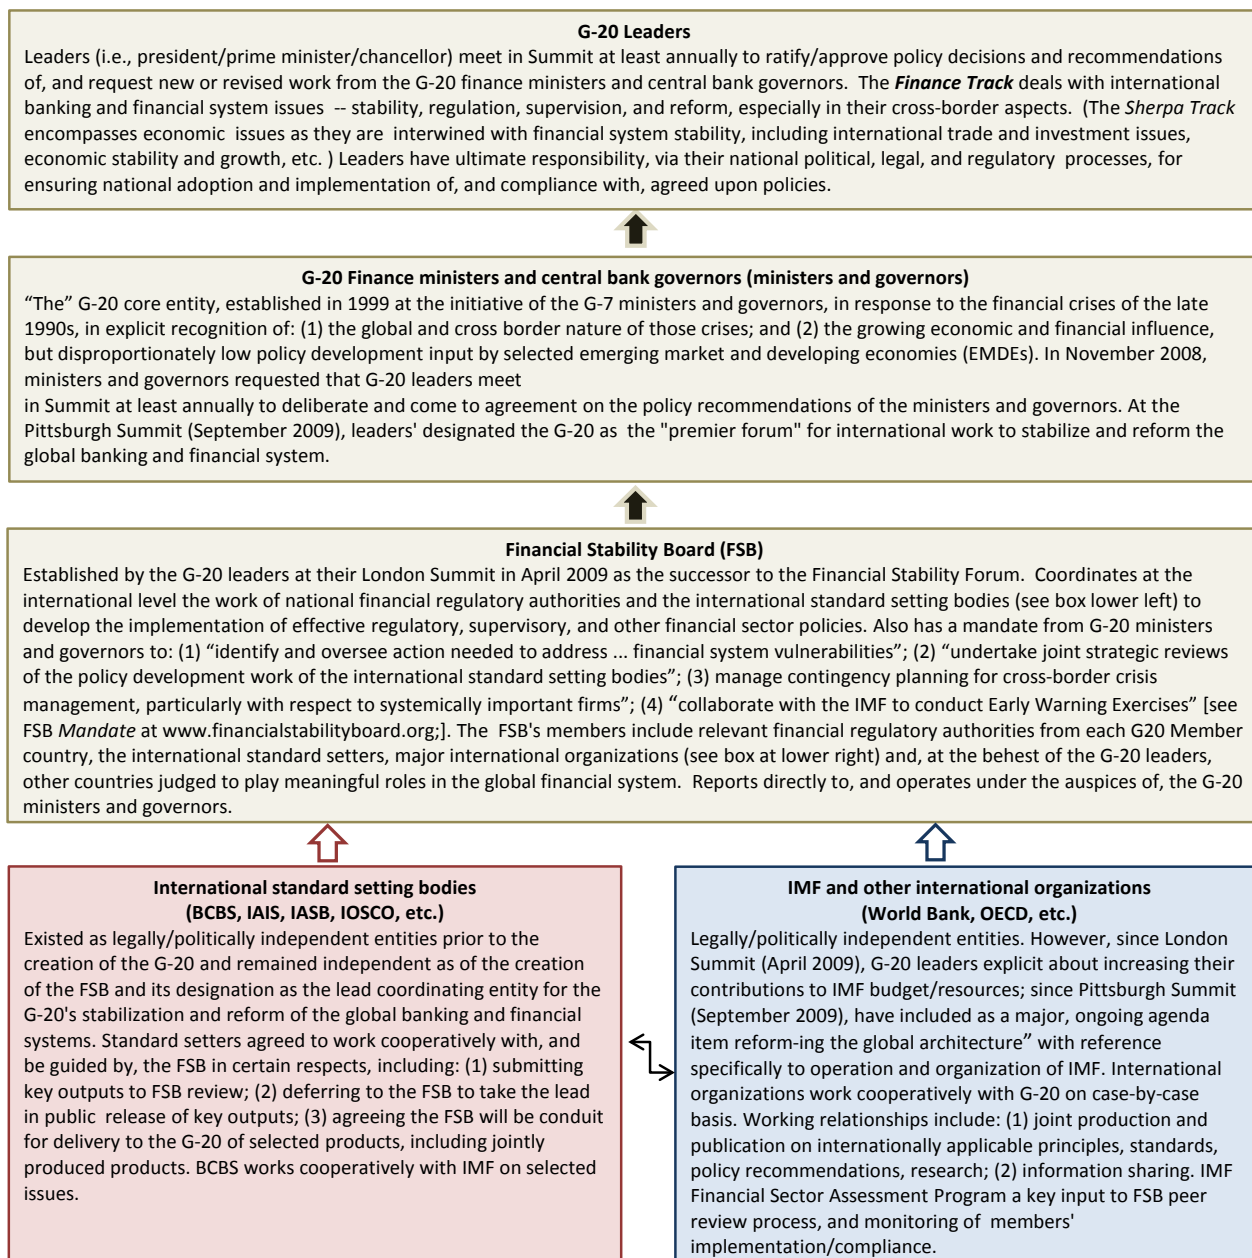 G-20 Leaders
Leaders (i.e., president/prime minister/chancellor) meet in Summit at least annually to ratify/approve policy decisions and recommendations
of, and request new or revised work from the G-20 finance ministers and central bank governors.  The Finance Track deals with international
banking and financial system issues  -- stability, regulation, supervision, and reform, especially in their cross-border aspects.  (The Sherpa Track
encompasses economic  issues as they are  interwined with financial system stability, including international trade and investment issues,
economic stability and growth, etc. ) Leaders have ultimate responsibility, via their national political, legal, and regulatory  processes, for
ensuring national adoption and implementation of, and compliance with, agreed upon policies.
G-20 Finance ministers and central bank governors (ministers and governors)
“The” G-20 core entity, established in 1999 at the initiative of the G-7 ministers and governors, in response to the financial crises of the late
1990s, in explicit recognition of: (1) the global and cross border nature of those crises; and (2) the growing economic and financial influence,
but disproportionately low policy development input by selected emerging market and developing economies (EMDEs). In November 2008,
ministers and governors requested that G-20 leaders meet
in Summit at least annually to deliberate and come to agreement on the policy recommendations of the ministers and governors. At the
Pittsburgh Summit (September 2009), leaders' designated the G-20 as  the "premier forum" for international work to stabilize and reform the
global banking and financial system.
Financial Stability Board (FSB)
Established by the G-20 leaders at their London Summit in April 2009 as the successor to the Financial Stability Forum.  Coordinates at the
international level the work of national financial regulatory authorities and the international standard setting bodies (see box lower left) to
develop the implementation of effective regulatory, supervisory, and other financial sector policies. Also has a mandate from G-20 ministers
and governors to: (1) “identify and oversee action needed to address ... financial system vulnerabilities”; (2) “undertake joint strategic reviews
of the policy development work of the international standard setting bodies”; (3) manage contingency planning for cross-border crisis
management, particularly with respect to systemically important firms”; (4) “collaborate with the IMF to conduct Early Warning Exercises” [see
FSB Mandate at www.financialstabilityboard.org;]. The  FSB's members include relevant financial regulatory authorities from each G20 Member
country, the international standard setters, major international organizations (see box at lower right) and, at the behest of the G-20 leaders,
other countries judged to play meaningful roles in the global financial system.  Reports directly to, and operates under the auspices of, the G-20
ministers and governors.
International standard setting bodies
(BCBS, IAIS, IASB, IOSCO, etc.)
Existed as legally/politically independent entities prior to the
creation of the G-20 and remained independent as of the creation
of the FSB and its designation as the lead coordinating entity for the
G-20's stabilization and reform of the global banking and financial
systems. Standard setters agreed to work cooperatively with, and
be guided by, the FSB in certain respects, including: (1) submitting
key outputs to FSB review; (2) deferring to the FSB to take the lead
in public  release of key outputs; (3) agreeing the FSB will be conduit
for delivery to the G-20 of selected products, including jointly
produced products. BCBS works cooperatively with IMF on selected
issues.
IMF and other international organizations
(World Bank, OECD, etc.)
Legally/politically independent entities. However, since London
Summit (April 2009), G-20 leaders explicit about increasing their
contributions to IMF budget/resources; since Pittsburgh Summit
(September 2009), have included as a major, ongoing agenda
item reform-ing the global architecture” with reference
specifically to operation and organization of IMF. International
organizations work cooperatively with G-20 on case-by-case
basis. Working relationships include: (1) joint production and
publication on internationally applicable principles, standards,
policy recommendations, research; (2) information sharing. IMF
Financial Sector Assessment Program a key input to FSB peer
review process, and monitoring of  members'
implementation/compliance.